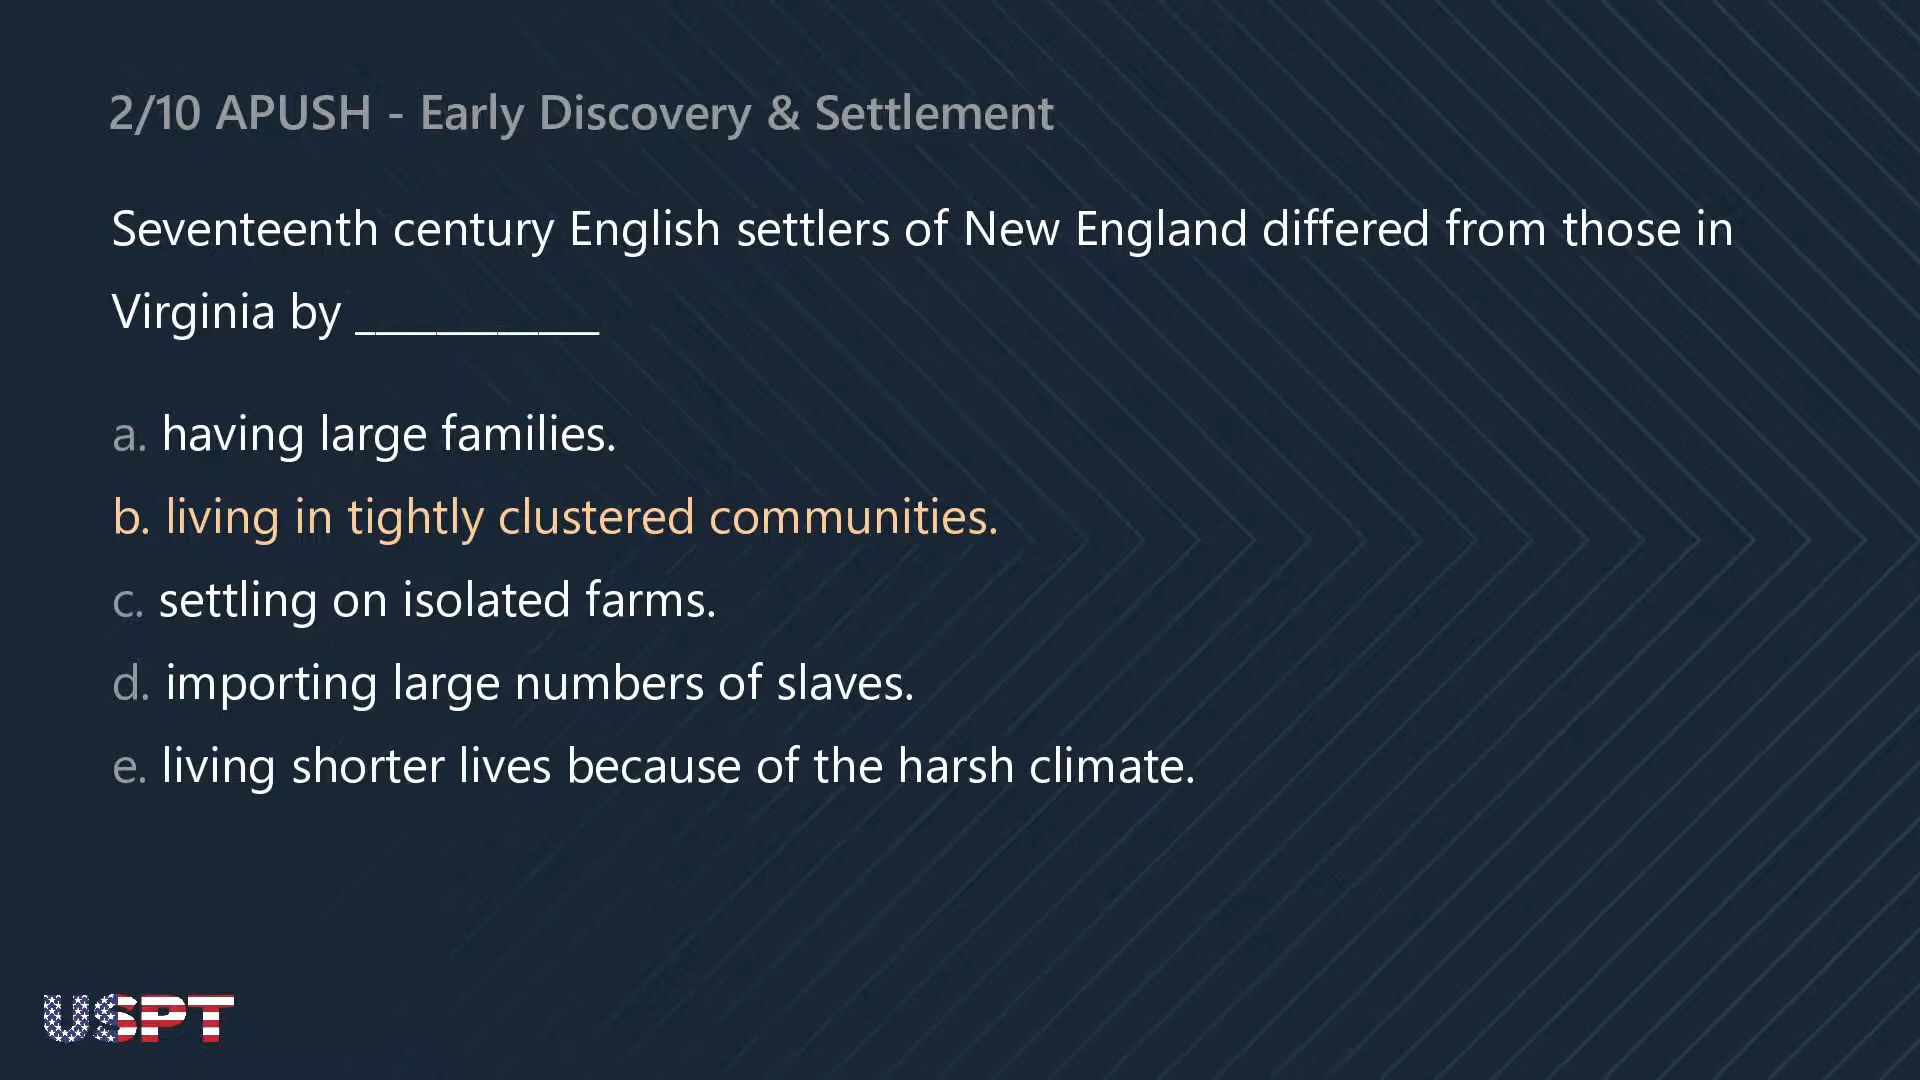 2/10 APUSH - Early Discovery & Settlement
Seventeenth century English settlers of New England differed from those in
Virginia by ____________
a. having large families.
b. living in tightly clustered communities.
c. settling on isolated farms.
d. importing large numbers of slaves.
e. living shorter lives because of the harsh climate.
USPT